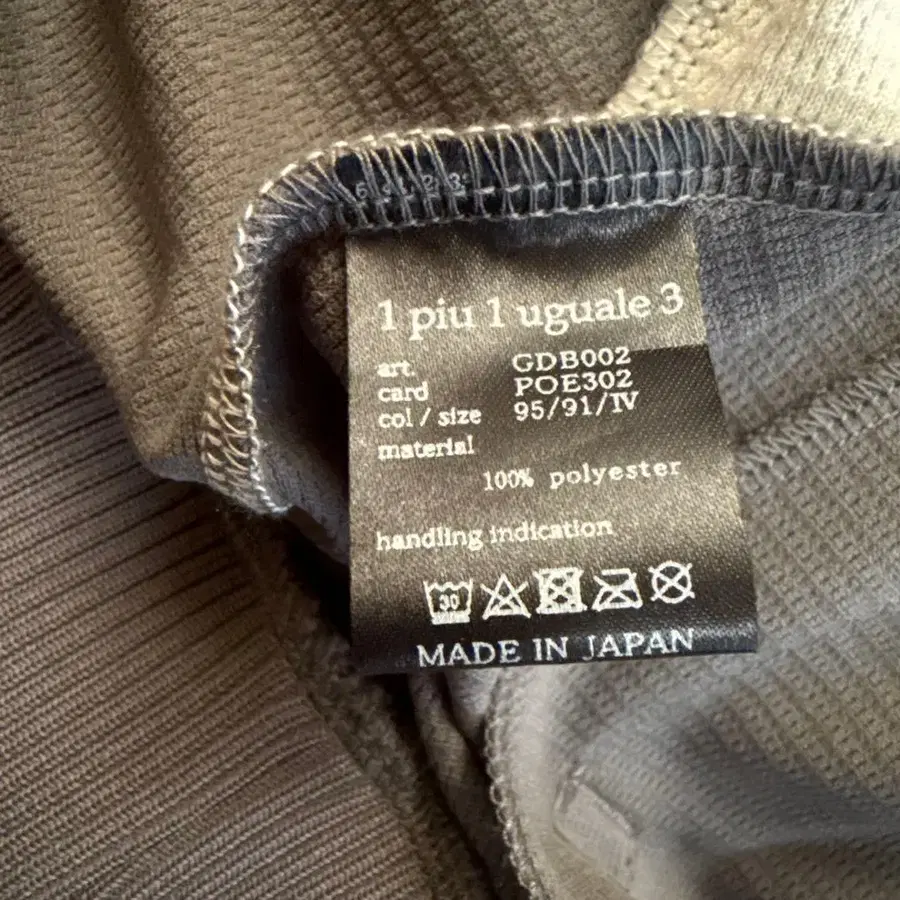 1 piu 1 uguale 3
art. GDB002
card POE302
col / size 95/91/IV
material
100% polyester
handling indication
30
MADE IN JAPAN